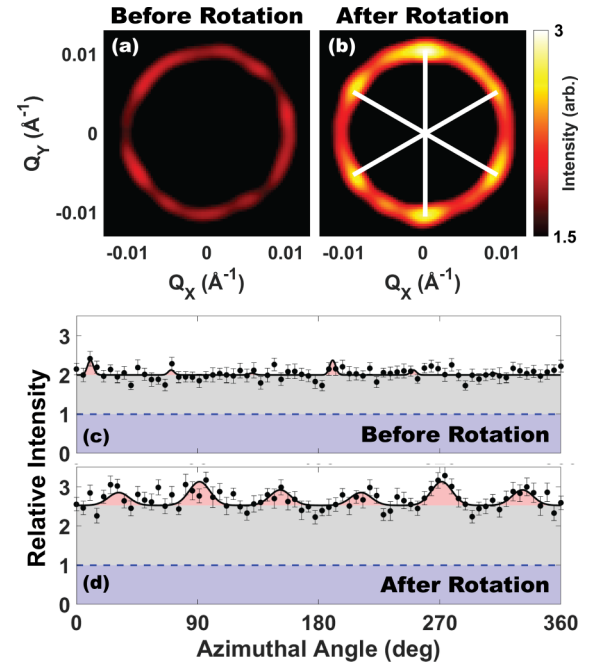 Before Rotation
After Rotation
(a)
(b)
0.01
0
-0.01
Q_Y (Å⁻¹)
-0.01
0
0.01
Q_X (Å⁻¹)
-0.01
0
0.01
Q_X (Å⁻¹)
3
1.5
Intensity (arb.)
Relative Intensity
3
2
1
0
(c)
Before Rotation
3
2
1
0
(d)
After Rotation
0
90
180
270
360
Azimuthal Angle (deg)